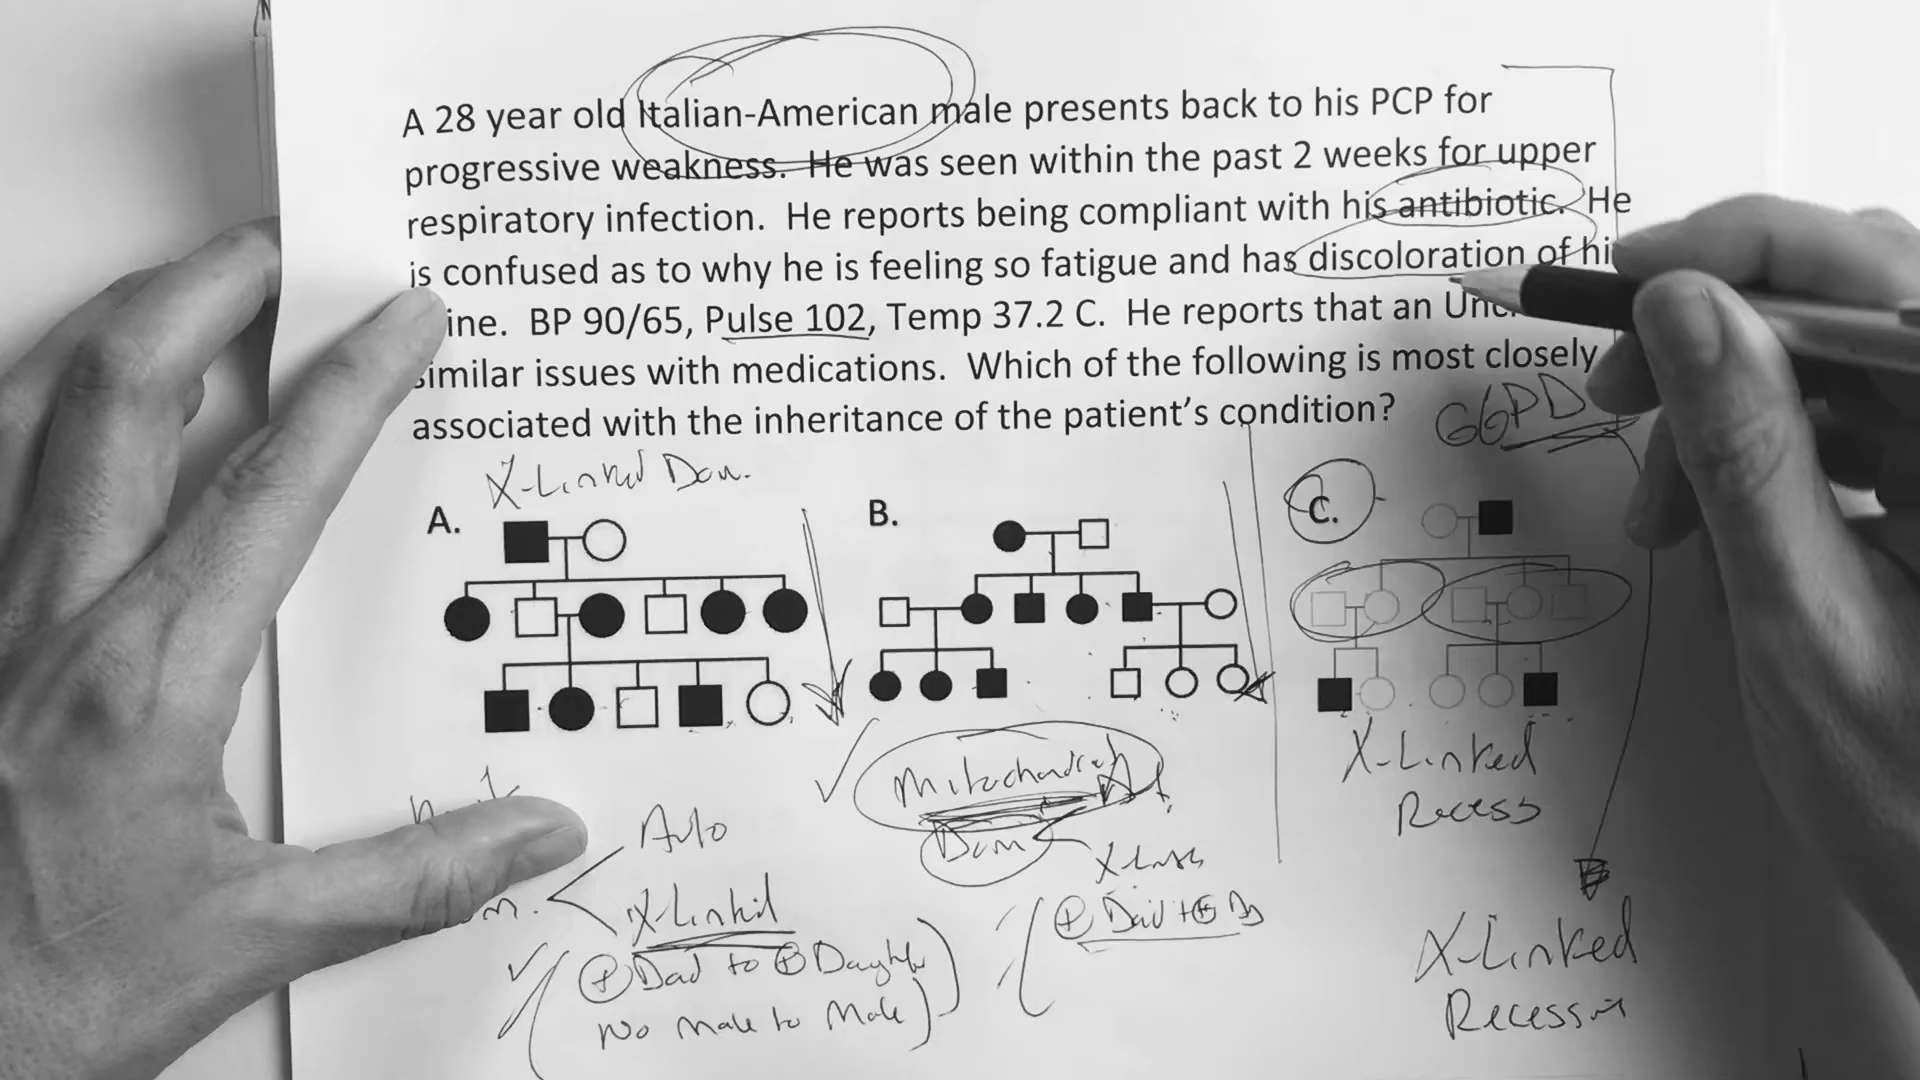 A 28 year old Italian-American male presents back to his PCP for
progressive weakness. He was seen within the past 2 weeks for upper
respiratory infection. He reports being compliant with his antibiotic. He
is confused as to why he is feeling so fatigue and has discoloration of hi
ine. BP 90/65, Pulse 102, Temp 37.2 C. He reports that an Unc
similar issues with medications. Which of the following is most closely
associated with the inheritance of the patient's condition?
G6PD
X-Linked Dom.
A.
B.
C.
Mitochondrial
X-Linked
Recess
Auto
Dom
X-Linked
+ Dad to + Daughter
No male to male
+ Dad to +
X-Linked
Recessive